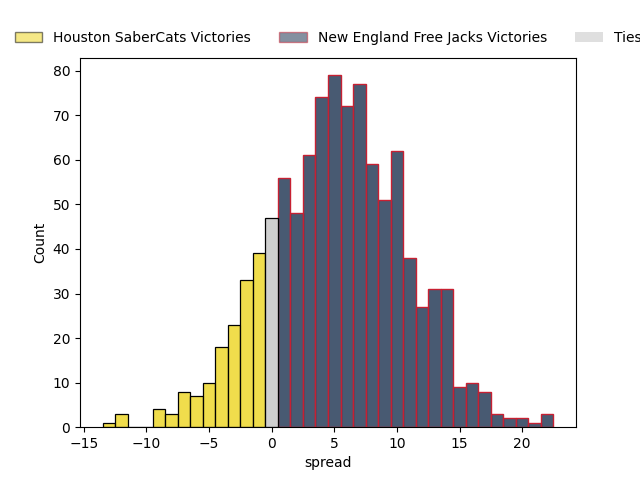 Houston SaberCats Victories New England Free Jacks Victories Ties
80
70
60
50
40
30
20
10
0
Count
−15 −10 −5 0 5 10 15 20
spread